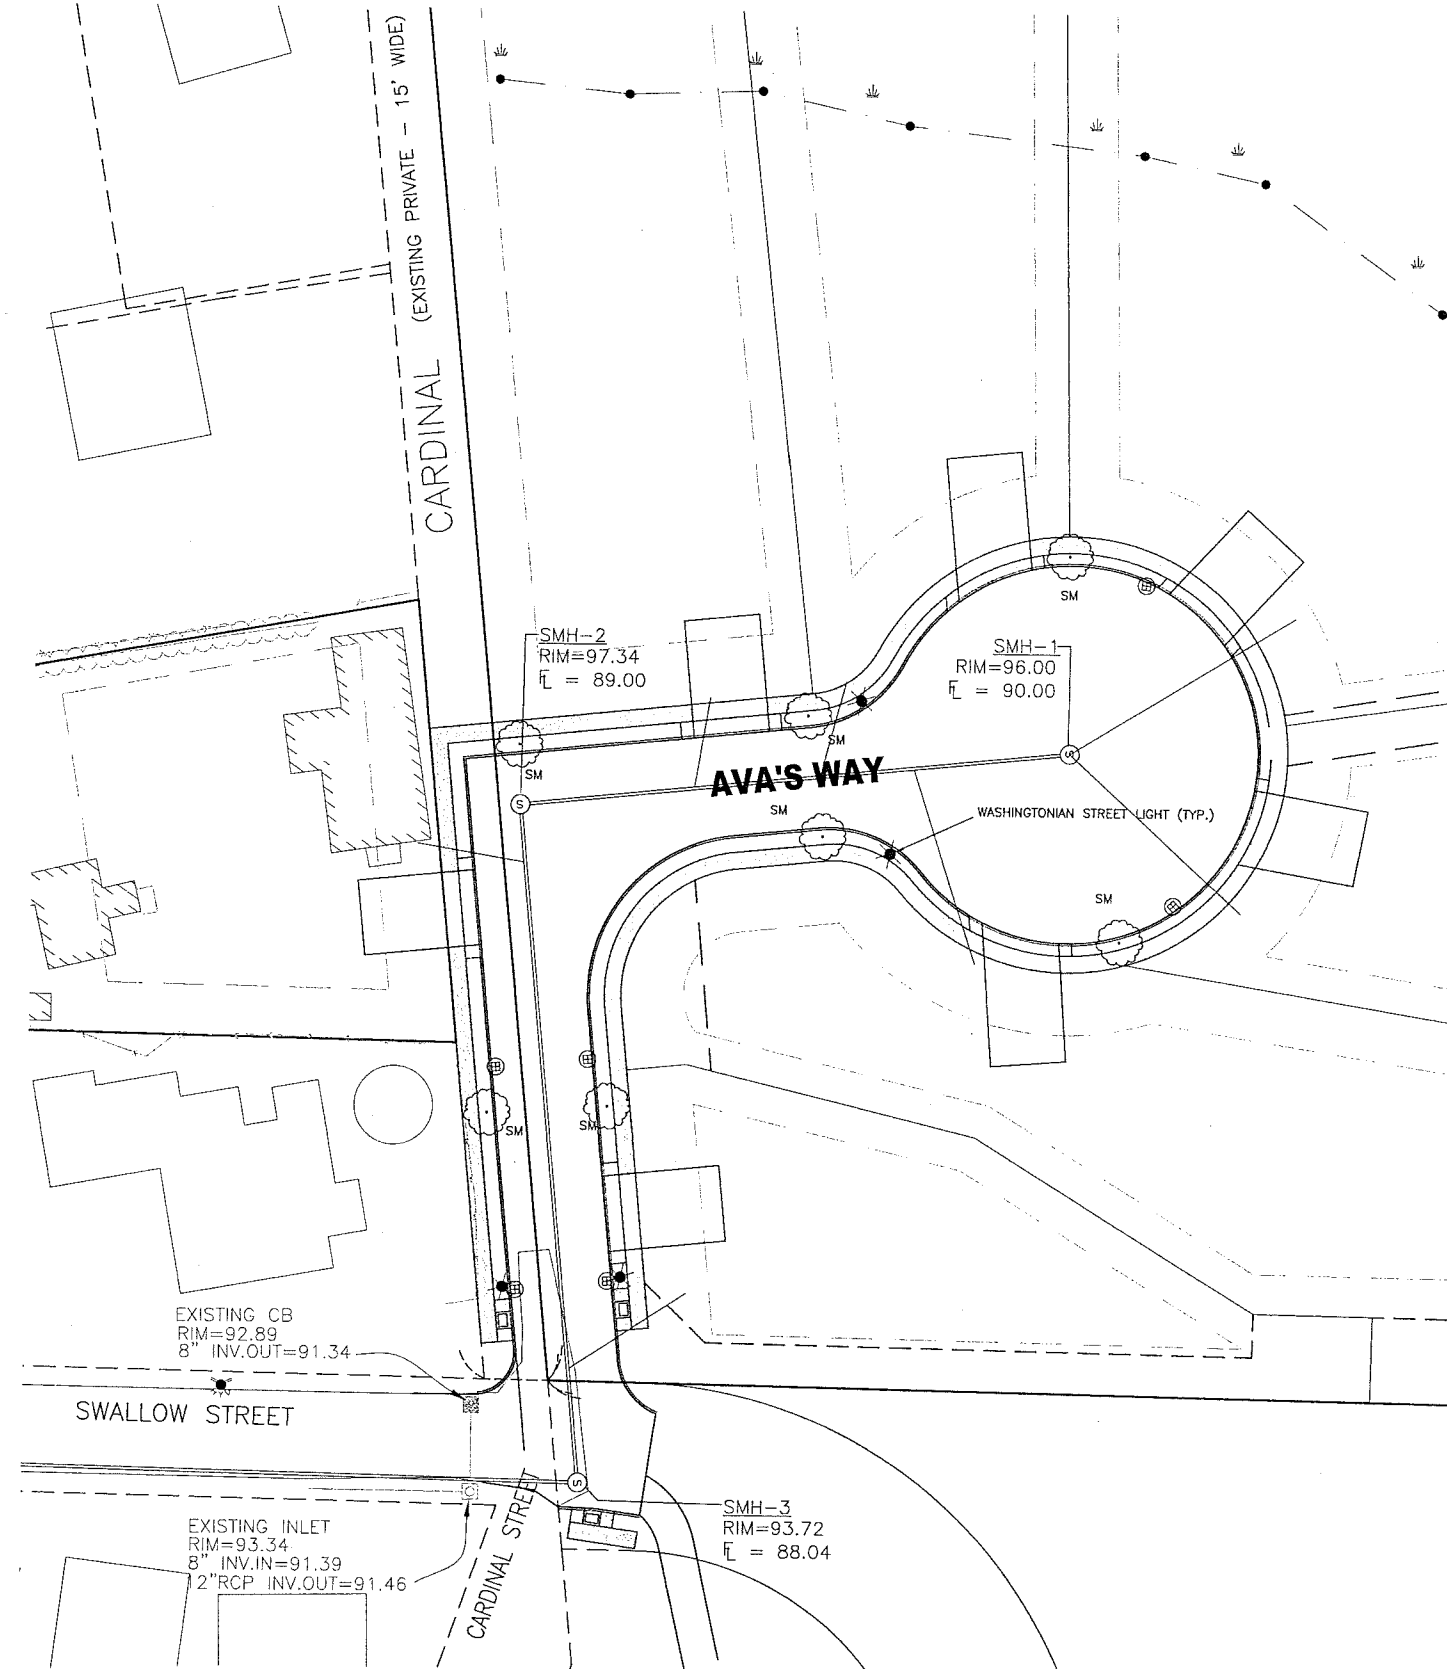 CARDINAL (EXISTING PRIVATE - 15' WIDE)
SMH-2
RIM=97.34
FL = 89.00
SM
SMH-1
RIM=96.00
FL = 90.00
SM
SM
SM
AVA'S WAY
WASHINGTONIAN STREET LIGHT (TYP.)
SM
SM
SM
EXISTING CB
RIM=92.89
8" INV.OUT=91.34
SWALLOW STREET
CARDINAL STREET
EXISTING INLET
RIM=93.34
8" INV.IN=91.39
12"RCP INV.OUT=91.46
SMH-3
RIM=93.72
FL = 88.04
S
S
S
C